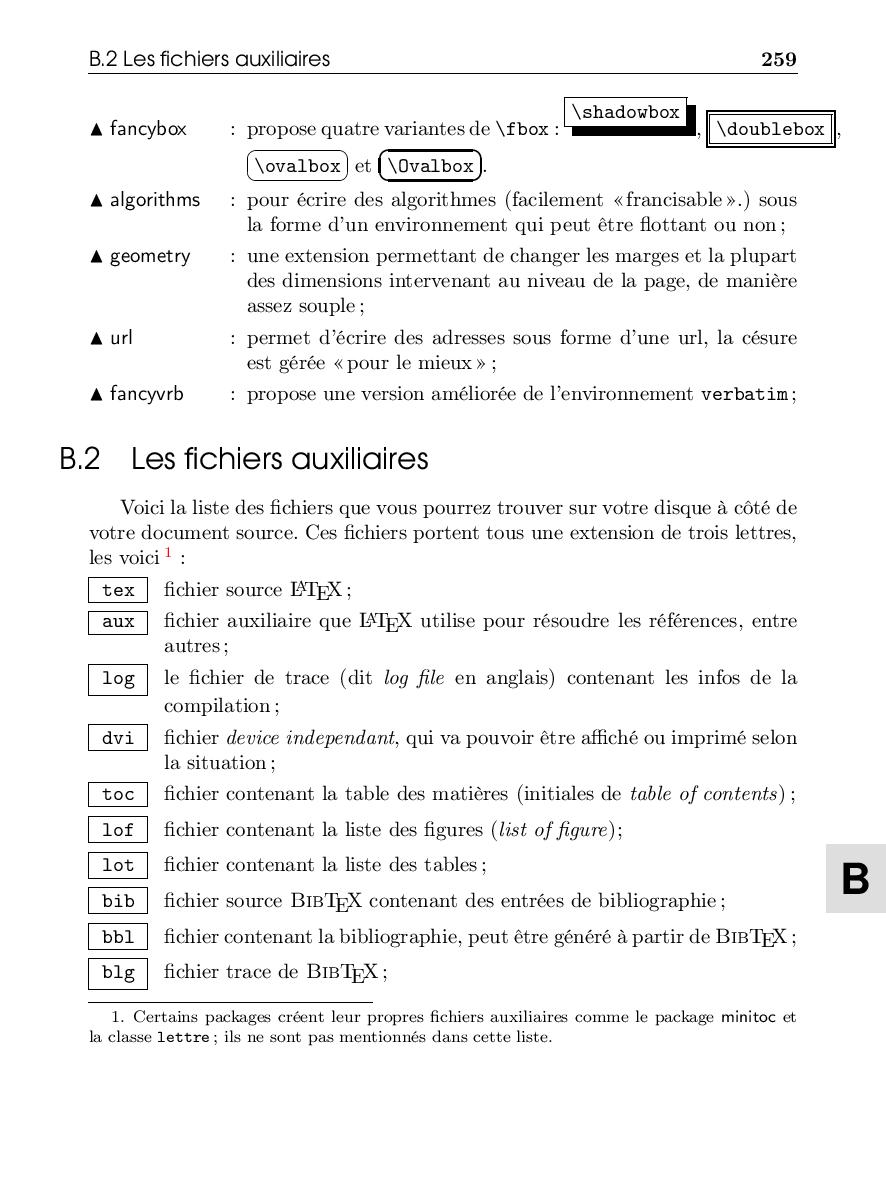 B.2 Les fichiers auxiliaires 259
▲ fancybox : propose quatre variantes de \fbox : \shadowbox , \doublebox ,
\ovalbox et \Ovalbox .
▲ algorithms : pour écrire des algorithmes (facilement « francisable ».) sous
la forme d'un environnement qui peut être flottant ou non ;
▲ geometry : une extension permettant de changer les marges et la plupart
des dimensions intervenant au niveau de la page, de manière
assez souple ;
▲ url : permet d'écrire des adresses sous forme d'une url, la césure
est gérée « pour le mieux » ;
▲ fancyvrb : propose une version améliorée de l'environnement verbatim ;
B.2 Les fichiers auxiliaires
Voici la liste des fichiers que vous pourrez trouver sur votre disque à côté de
votre document source. Ces fichiers portent tous une extension de trois lettres,
les voici 1 :
tex fichier source LATEX ;
aux fichier auxiliaire que LATEX utilise pour résoudre les références, entre
autres ;
log le fichier de trace (dit log file en anglais) contenant les infos de la
compilation ;
dvi fichier device independant, qui va pouvoir être affiché ou imprimé selon
la situation ;
toc fichier contenant la table des matières (initiales de table of contents) ;
lof fichier contenant la liste des figures (list of figure);
lot fichier contenant la liste des tables ;
B
bib fichier source BIBTEX contenant des entrées de bibliographie ;
bbl fichier contenant la bibliographie, peut être généré à partir de BIBTEX ;
blg fichier trace de BIBTEX ;
1. Certains packages créent leur propres fichiers auxiliaires comme le package minitoc et
la classe lettre ; ils ne sont pas mentionnés dans cette liste.